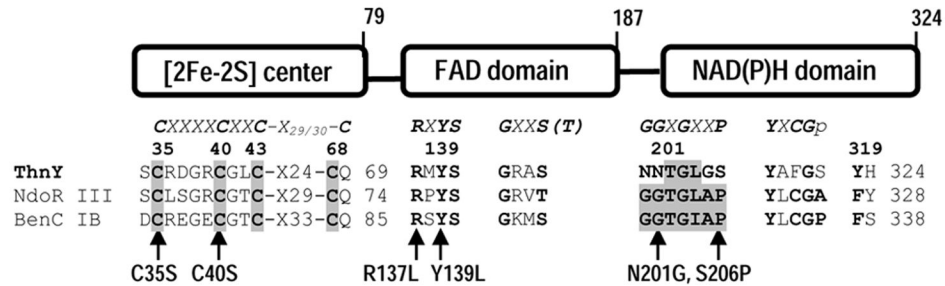 79 187 324
[2Fe-2S] center FAD domain NAD(P)H domain
CXXXXCXXC-X29/30-C RXYS GXXS(T) GGXGXXP YXCGp
35 40 43 68 139 201 319
ThnY SCRDGRCGLC-X24-CQ 69 RMYS GRAS NNTGLGS YAFGS YH 324
NdoR III SCLSGRCGTC-X29-CQ 74 RPYS GRVT GGTGLAP YLCGA FY 328
BenC IB DCREGECGTC-X33-CQ 85 RSYS GKMS GGTGIAP YLCGP FS 338
C35S C40S R137L Y139L N201G, S206P